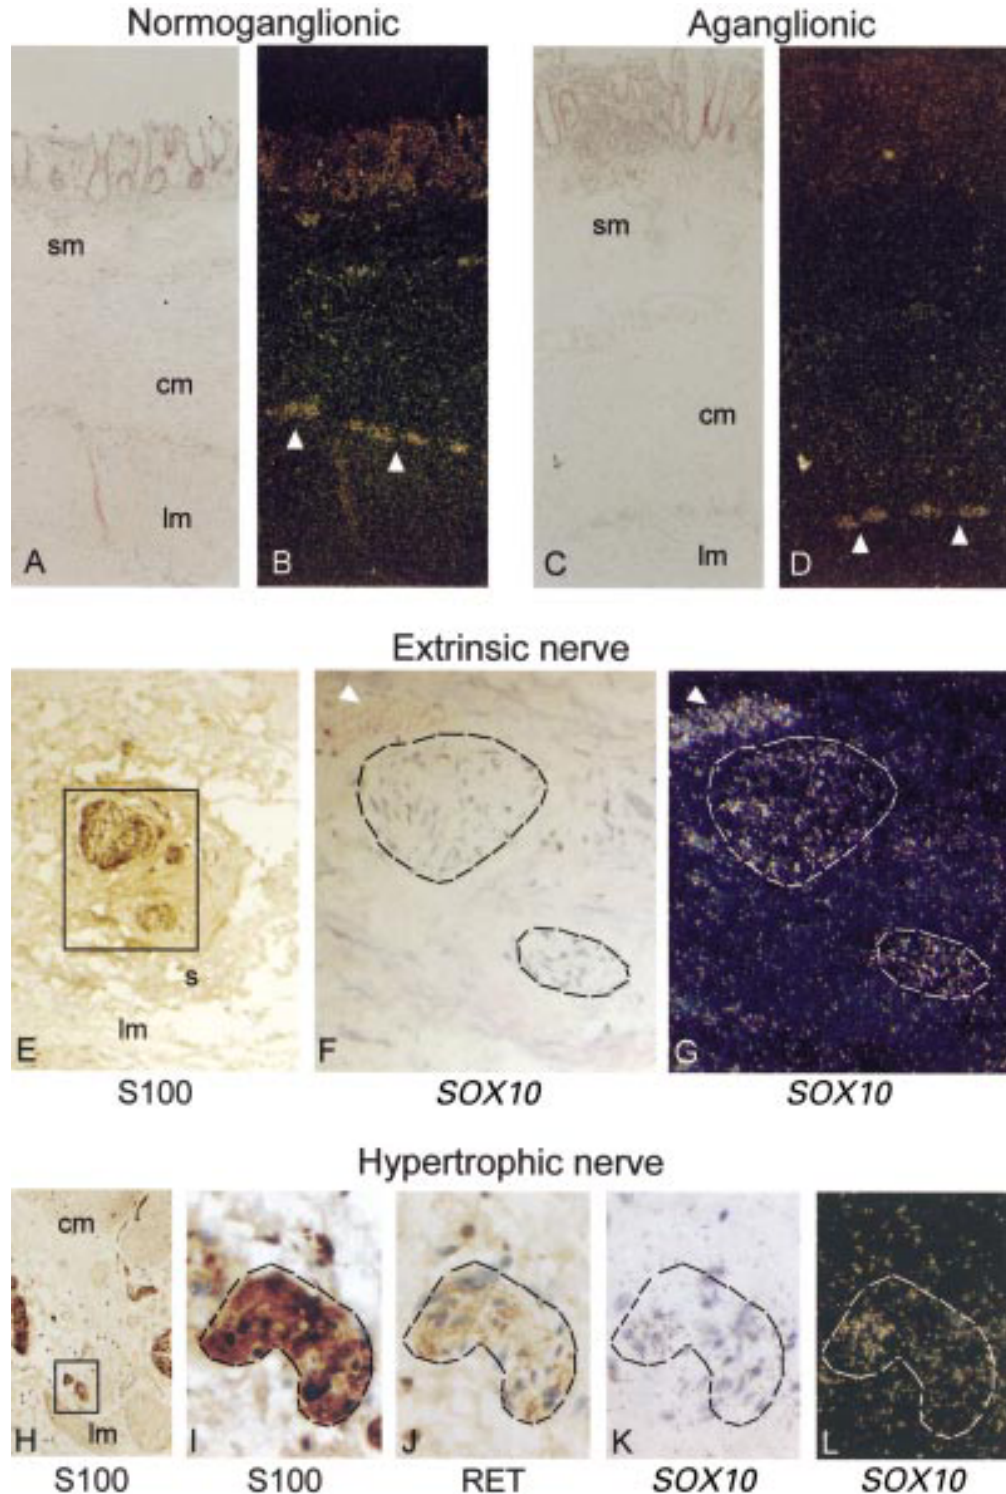 Normoganglionic Aganglionic
sm
cm
lm
A
B
sm
cm
lm
C
D
Extrinsic nerve
s
lm
E
F
G
S100 SOX10 SOX10
Hypertrophic nerve
cm
lm
H
I
J
K
L
S100 S100 RET SOX10 SOX10